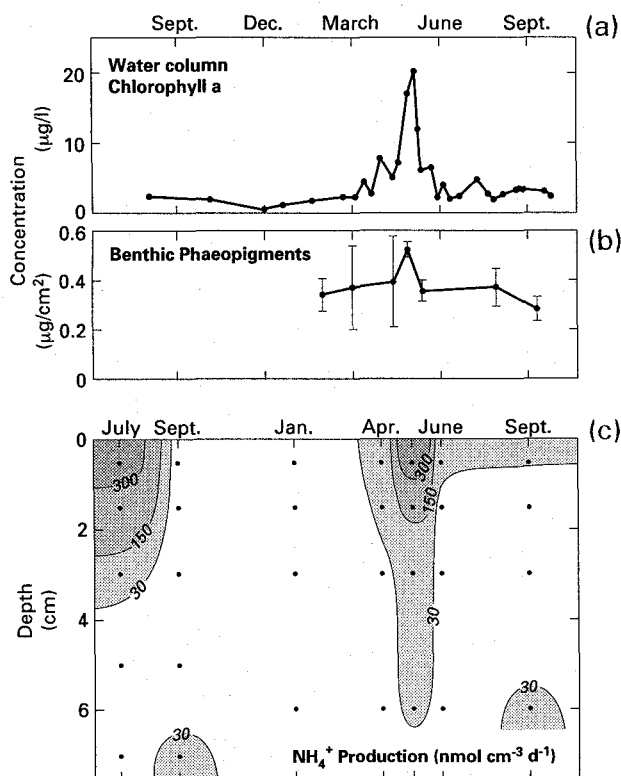 Sept. Dec. March June Sept. (a)
Water column
Chlorophyll a
20
10
0
Concentration
(µg/l)
(b)
Benthic Phaeopigments
0.6
0.4
0.2
0
(µg/cm²)
July Sept. Jan. Apr. June Sept. (c)
0
2
4
6
Depth
(cm)
300
150
30
30
300
150
30
30
NH₄⁺ Production (nmol cm⁻³ d⁻¹)